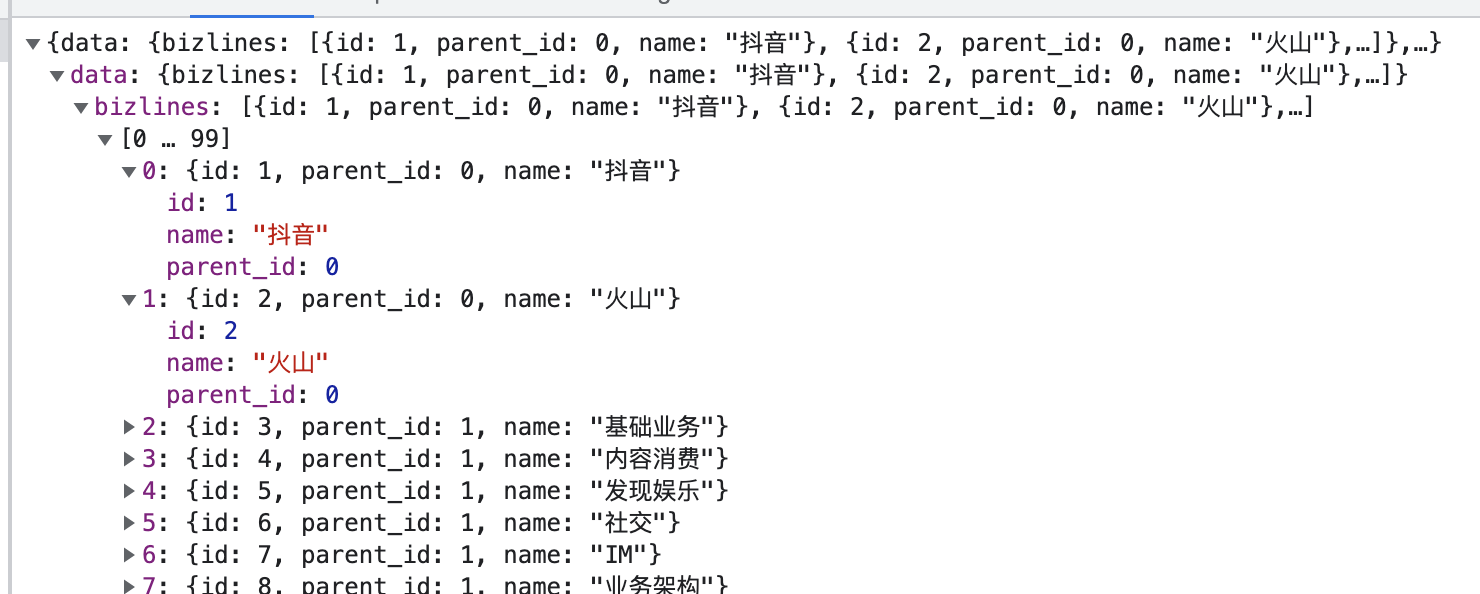 {data: {bizlines: [{id: 1, parent_id: 0, name: "抖音"}, {id: 2, parent_id: 0, name: "火山"},…]},…}
data: {bizlines: [{id: 1, parent_id: 0, name: "抖音"}, {id: 2, parent_id: 0, name: "火山"},…]}
bizlines: [{id: 1, parent_id: 0, name: "抖音"}, {id: 2, parent_id: 0, name: "火山"},…]
[0 … 99]
0: {id: 1, parent_id: 0, name: "抖音"}
id: 1
name: "抖音"
parent_id: 0
1: {id: 2, parent_id: 0, name: "火山"}
id: 2
name: "火山"
parent_id: 0
2: {id: 3, parent_id: 1, name: "基础业务"}
3: {id: 4, parent_id: 1, name: "内容消费"}
4: {id: 5, parent_id: 1, name: "发现娱乐"}
5: {id: 6, parent_id: 1, name: "社交"}
6: {id: 7, parent_id: 1, name: "IM"}
7: {id: 8, parent_id: 1, name: "业务架构"}